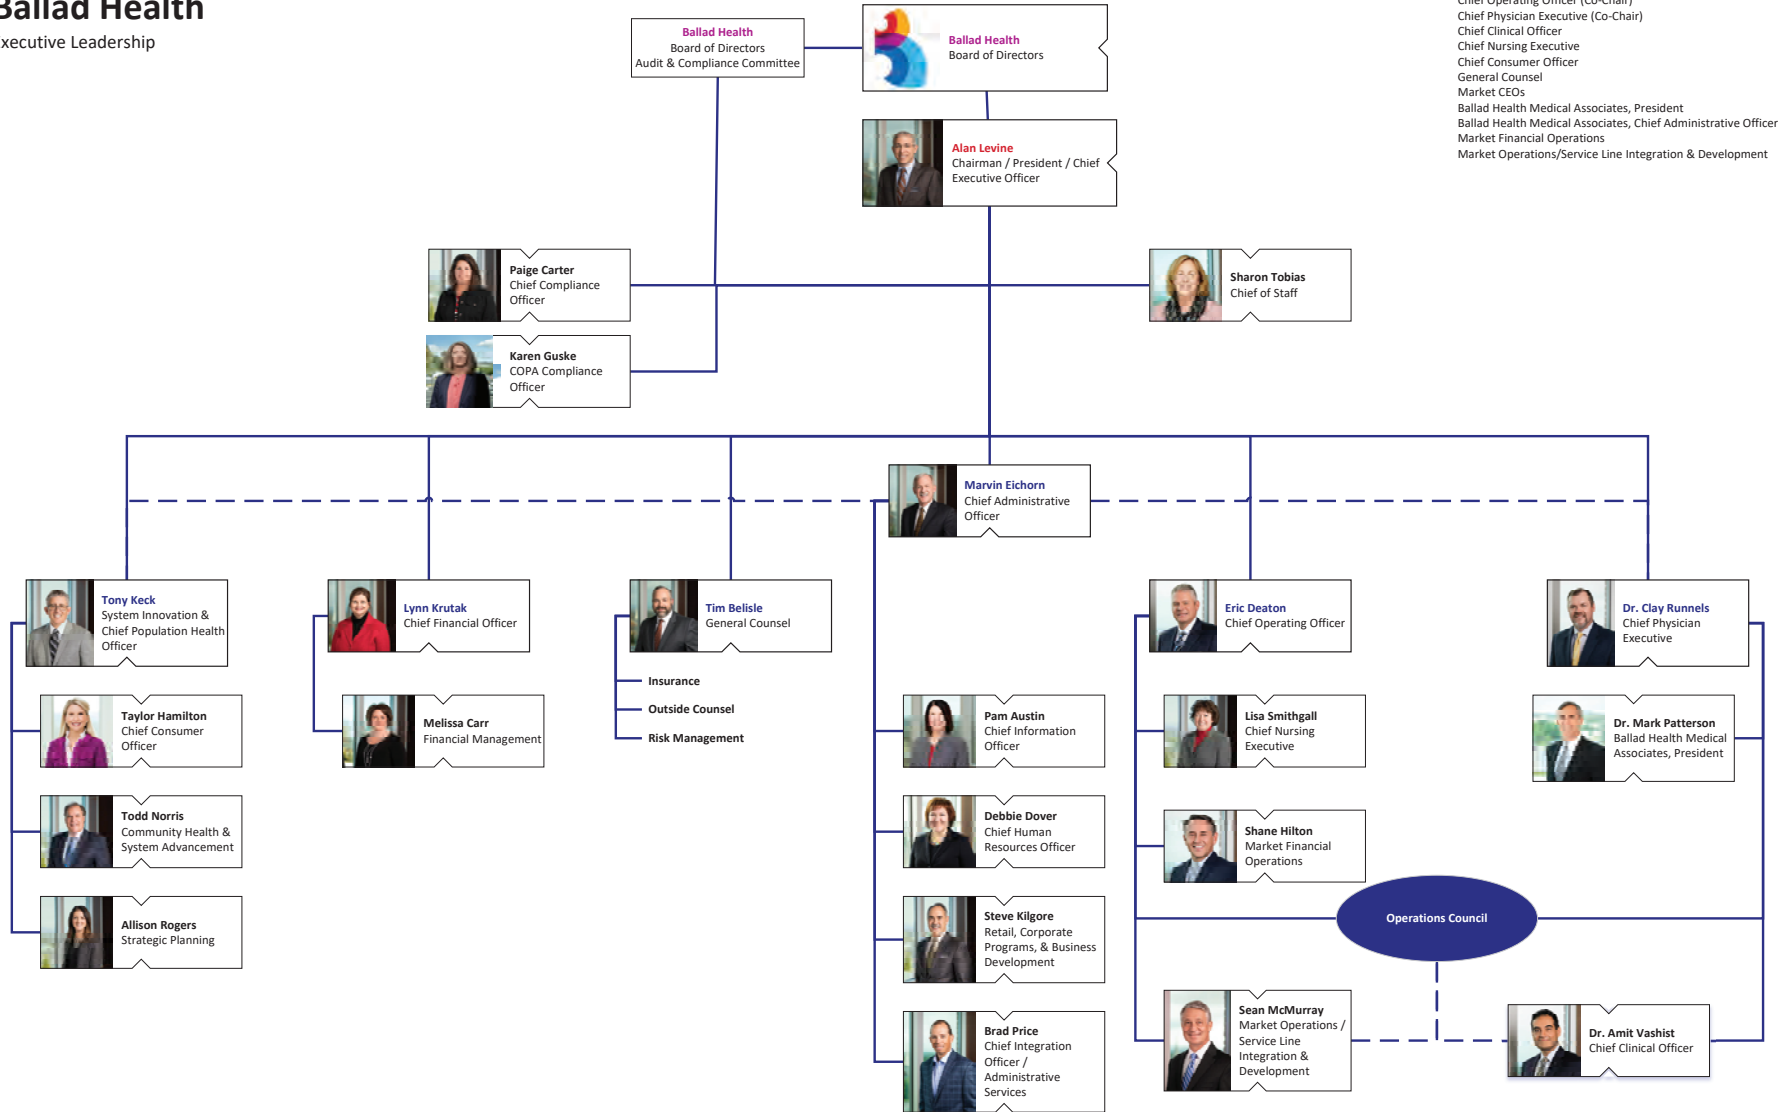 Ballad Health
Executive Leadership
Ballad Health
Board of Directors
Audit & Compliance Committee
Ballad Health
Board of Directors
Chief Operating Officer (Co-Chair)
Chief Physician Executive (Co-Chair)
Chief Clinical Officer
Chief Nursing Executive
Chief Consumer Officer
General Counsel
Market CEOs
Ballad Health Medical Associates, President
Ballad Health Medical Associates, Chief Administrative Officer
Market Financial Operations
Market Operations/Service Line Integration & Development
Alan Levine
Chairman / President / Chief
Executive Officer
Paige Carter
Chief Compliance
Officer
Sharon Tobias
Chief of Staff
Karen Guske
COPA Compliance
Officer
Marvin Eichorn
Chief Administrative
Officer
Tony Keck
System Innovation &
Chief Population Health
Officer
Lynn Krutak
Chief Financial Officer
Tim Belisle
General Counsel
Eric Deaton
Chief Operating Officer
Dr. Clay Runnels
Chief Physician
Executive
Insurance
Outside Counsel
Risk Management
Taylor Hamilton
Chief Consumer
Officer
Melissa Carr
Financial Management
Pam Austin
Chief Information
Officer
Lisa Smithgall
Chief Nursing
Executive
Dr. Mark Patterson
Ballad Health Medical
Associates, President
Todd Norris
Community Health &
System Advancement
Debbie Dover
Chief Human
Resources Officer
Shane Hilton
Market Financial
Operations
Allison Rogers
Strategic Planning
Steve Kilgore
Retail, Corporate
Programs, & Business
Development
Operations Council
Brad Price
Chief Integration
Officer /
Administrative
Services
Sean McMurray
Market Operations /
Service Line
Integration &
Development
Dr. Amit Vashist
Chief Clinical Officer